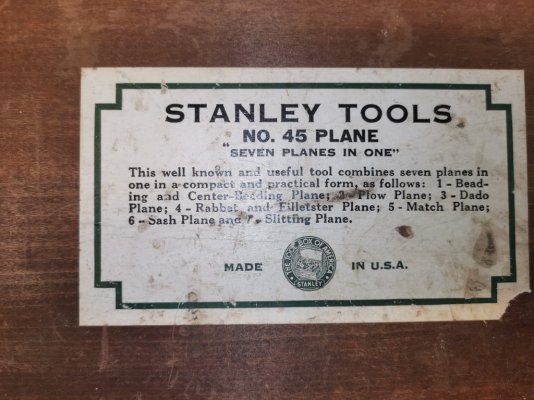 STANLEY TOOLS
NO. 45 PLANE
"SEVEN PLANES IN ONE"
This well known and useful tool combines seven planes in
one in a compact and practical form, as follows: 1 - Bead-
ing and Center-Beading Plane; 2 - Plow Plane; 3 - Dado
Plane; 4 - Rabbet and Filletster Plane; 5 - Match Plane;
6 - Sash Plane and 7 - Slitting Plane.
MADE IN U.S.A.
THE TOOL BOX OF AMERICA
STANLEY